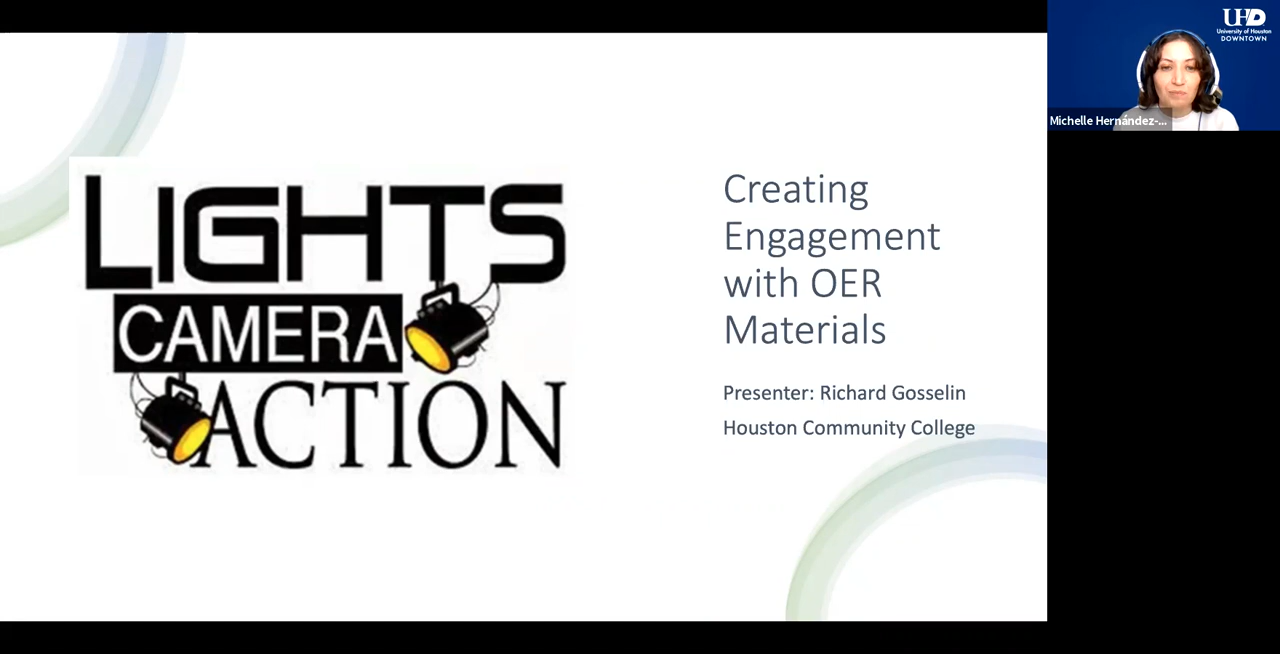 LIGHTS
CAMERA
ACTION
Creating
Engagement
with OER
Materials
Presenter: Richard Gosselin
Houston Community College
UHD
University of Houston
DOWNTOWN
Michelle Hernández-...